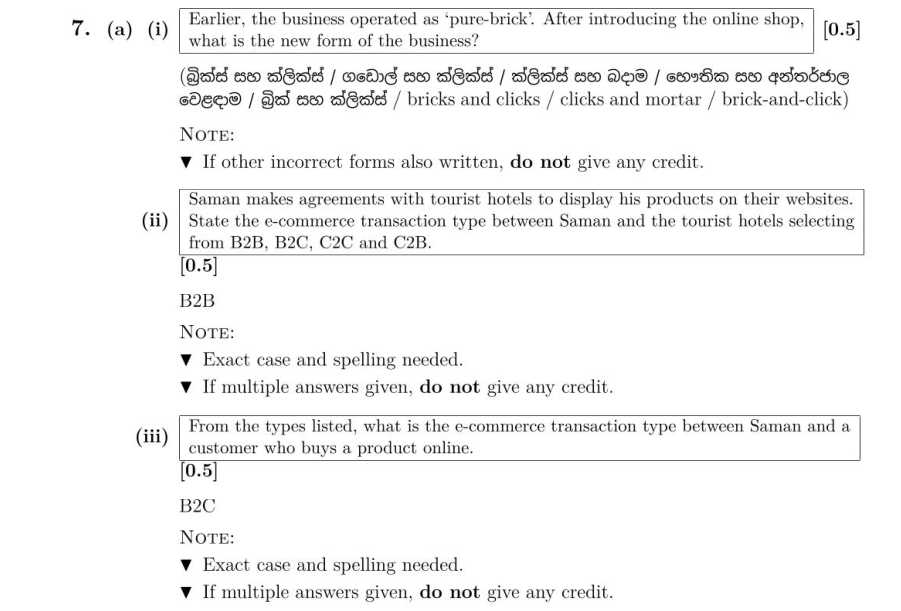 7. (a) (i) Earlier, the business operated as ‘pure-brick’. After introducing the online shop, [0.5]
what is the new form of the business?
(බ්‍රික්ස් සහ ක්ලික්ස් / ගඩොල් සහ ක්ලික්ස් / ක්ලික්ස් සහ බදාම / භෞතික සහ අන්තර්ජාල
වෙළඳාම / බ්‍රික් සහ ක්ලික්ස් / bricks and clicks / clicks and mortar / brick-and-click)
NOTE:
▼ If other incorrect forms also written, do not give any credit.
Saman makes agreements with tourist hotels to display his products on their websites.
(ii) State the e-commerce transaction type between Saman and the tourist hotels selecting
from B2B, B2C, C2C and C2B.
[0.5]
B2B
NOTE:
▼ Exact case and spelling needed.
▼ If multiple answers given, do not give any credit.
(iii) From the types listed, what is the e-commerce transaction type between Saman and a
customer who buys a product online.
[0.5]
B2C
NOTE:
▼ Exact case and spelling needed.
▼ If multiple answers given, do not give any credit.